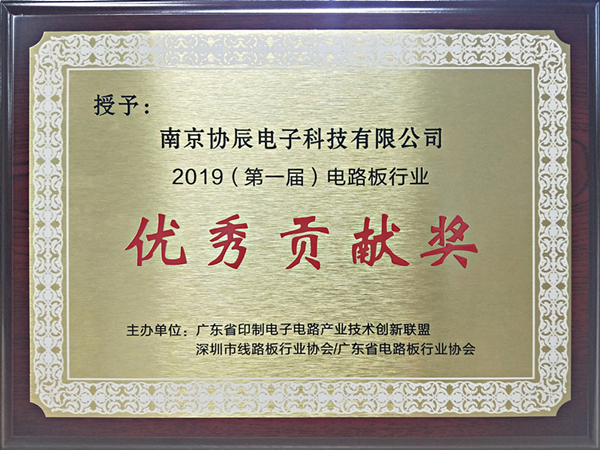 授予：
南京协辰电子科技有限公司
2019（第一届）电路板行业
优秀贡献奖
主办单位：广东省印制电子电路产业技术创新联盟
深圳市线路板行业协会/广东省电路板行业协会